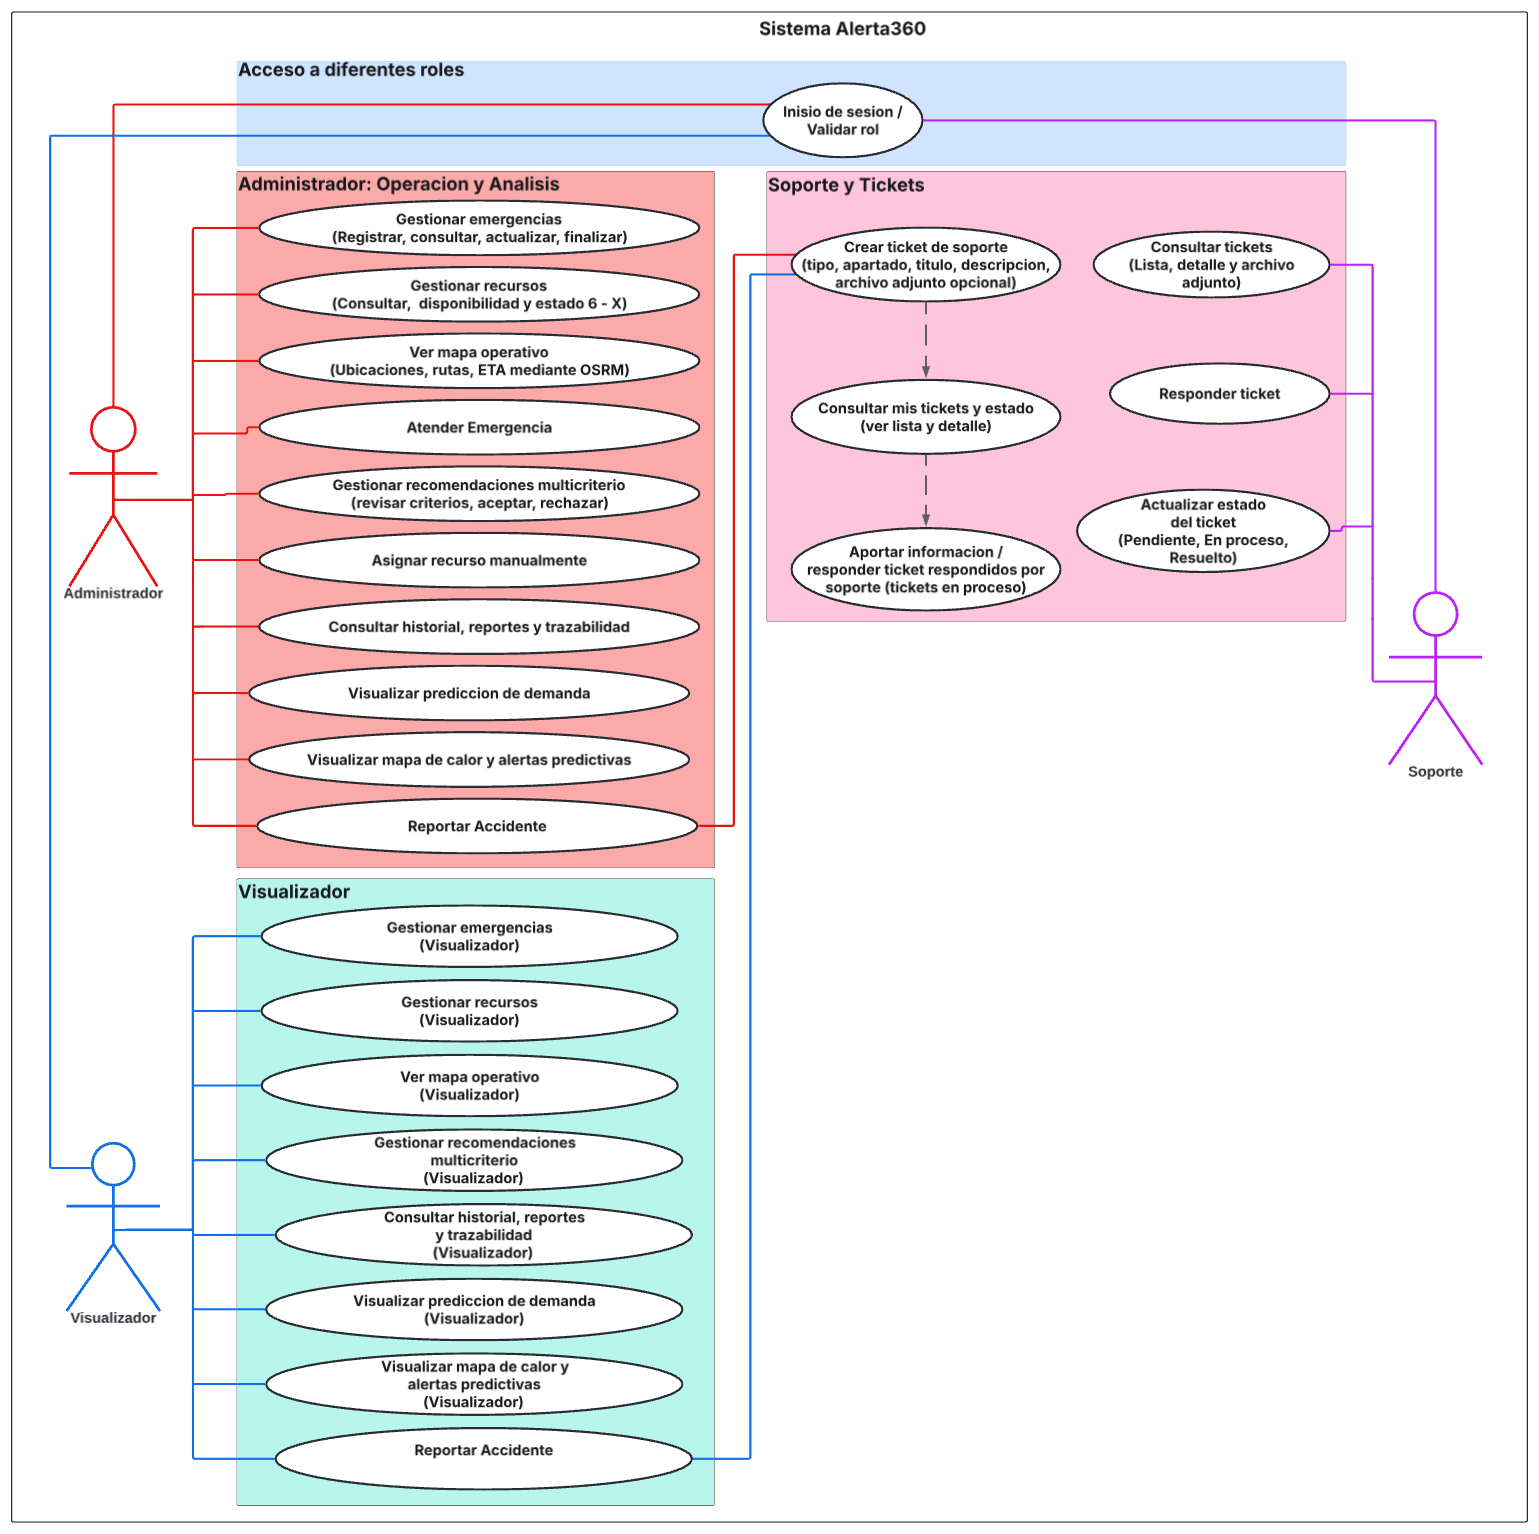 Sistema Alerta360
Acceso a diferentes roles
Inisio de sesion /
Validar rol
Administrador: Operacion y Analisis
Gestionar emergencias
(Registrar, consultar, actualizar, finalizar)
Gestionar recursos
(Consultar, disponibilidad y estado 6 - X)
Ver mapa operativo
(Ubicaciones, rutas, ETA mediante OSRM)
Atender Emergencia
Gestionar recomendaciones multicriterio
(revisar criterios, aceptar, rechazar)
Asignar recurso manualmente
Consultar historial, reportes y trazabilidad
Visualizar prediccion de demanda
Visualizar mapa de calor y alertas predictivas
Reportar Accidente
Administrador
Soporte y Tickets
Crear ticket de soporte
(tipo, apartado, titulo, descripcion,
archivo adjunto opcional)
Consultar mis tickets y estado
(ver lista y detalle)
Aportar informacion /
responder ticket respondidos por
soporte (tickets en proceso)
Consultar tickets
(Lista, detalle y archivo
adjunto)
Responder ticket
Actualizar estado
del ticket
(Pendiente, En proceso,
Resuelto)
Soporte
Visualizador
Gestionar emergencias
(Visualizador)
Gestionar recursos
(Visualizador)
Ver mapa operativo
(Visualizador)
Gestionar recomendaciones
multicriterio
(Visualizador)
Consultar historial, reportes
y trazabilidad
(Visualizador)
Visualizar prediccion de demanda
(Visualizador)
Visualizar mapa de calor y
alertas predictivas
(Visualizador)
Reportar Accidente
Visualizador